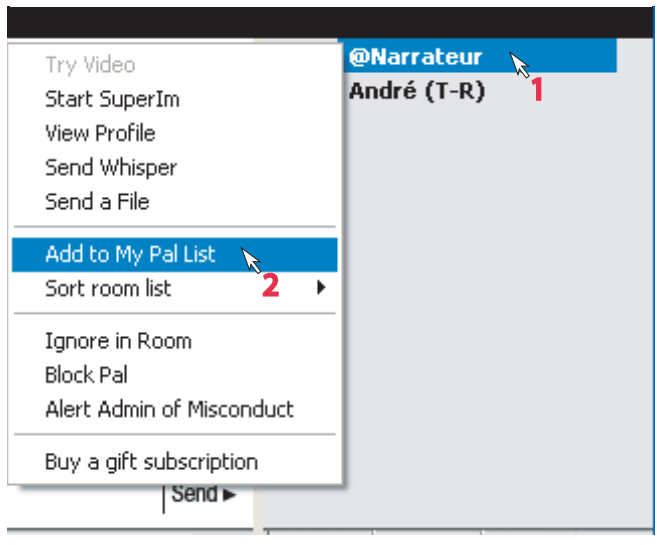 Try Video
Start SuperIm
View Profile
Send Whisper
Send a File
Add to My Pal List
2
Sort room list
Ignore in Room
Block Pal
Alert Admin of Misconduct
Buy a gift subscription
Send
@Narrateur
1
André (T-R)